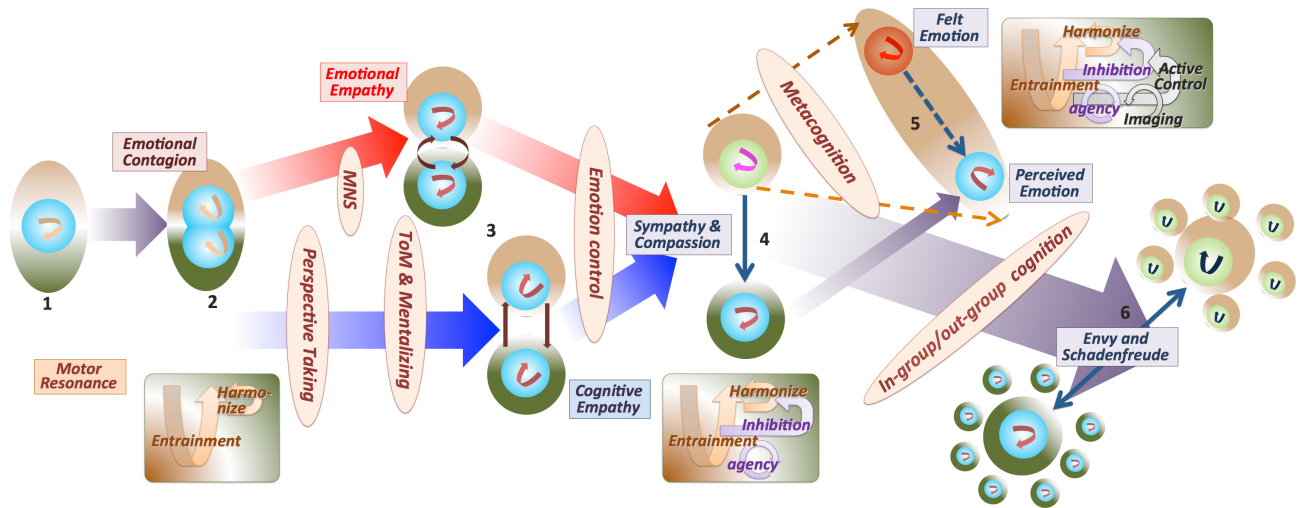 Emotional
Contagion
1
2
Motor
Resonance
Harmo-
nize
Entrainment
Emotional
Empathy
MNS
Perspective Taking
ToM & Mentalizing
3
Cognitive
Empathy
Emotion control
Sympathy &
Compassion
Harmonize
Inhibition
Entrainment
agency
4
Metacognition
Felt
Emotion
5
Perceived
Emotion
Harmonize
Inhibition
Active
Control
Entrainment
agency
Imaging
In-group/out-group cognition
6
Envy and
Schadenfreude